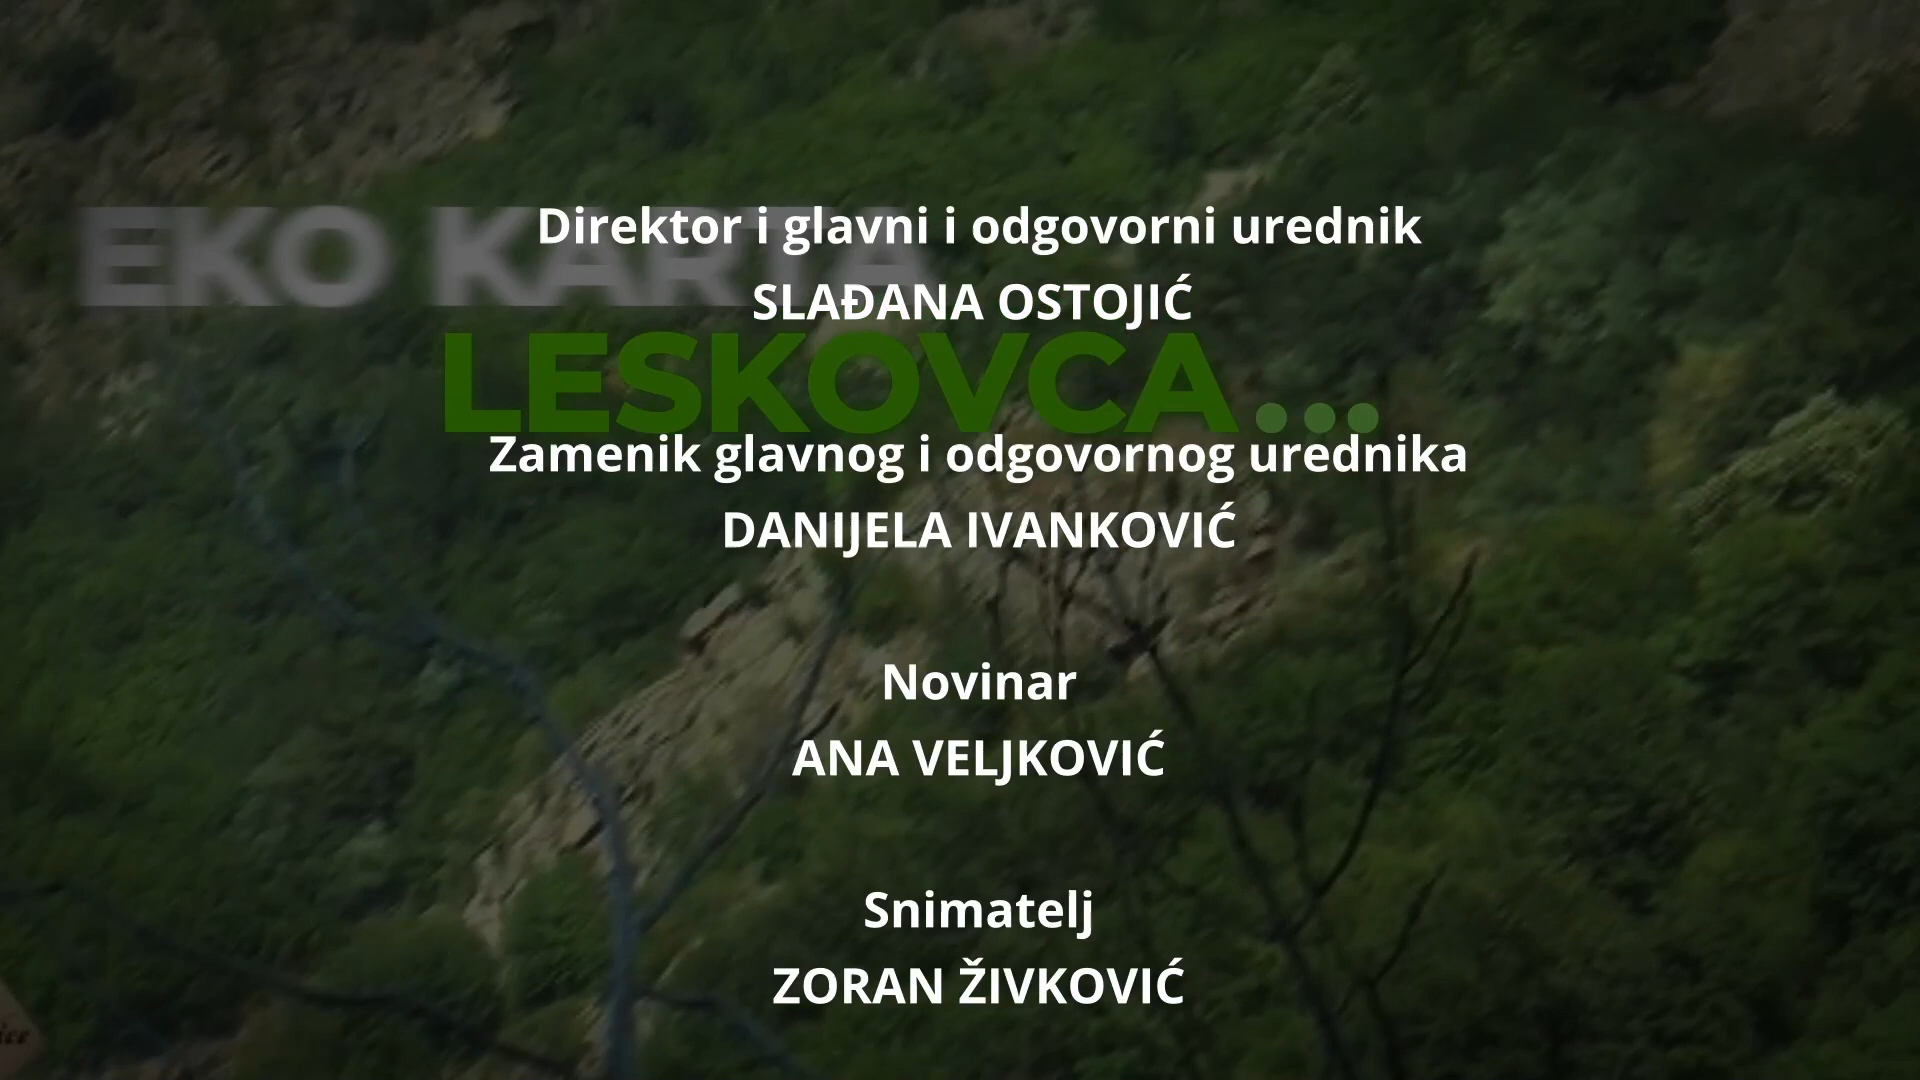 Direktor i glavni i odgovorni urednik
EKO KARTA
SLAĐANA OSTOJIĆ
LESKOVCA...
Zamenik glavnog i odgovornog urednika
DANIJELA IVANKOVIĆ
Novinar
ANA VELJKOVIĆ
Snimatelj
ZORAN ŽIVKOVIĆ